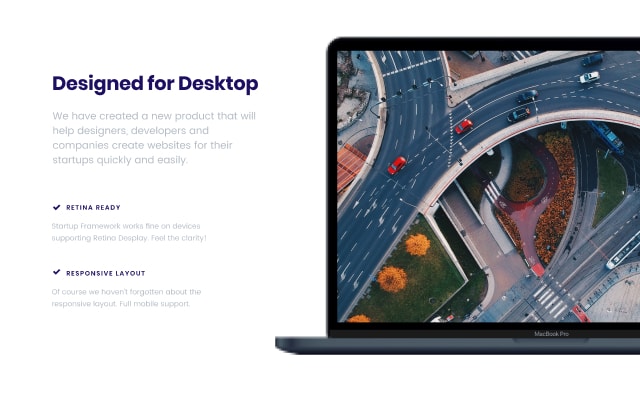 Designed for Desktop
We have created a new product that will
help designers, developers and
companies create websites for their
startups quickly and easily.
RETINA READY
Startup Framework works fine on devices
supporting Retina Desplay. Feel the clarity!
RESPONSIVE LAYOUT
Of course we haven't forgotten about the
responsive layout. Full mobile support.
MacBook Pro